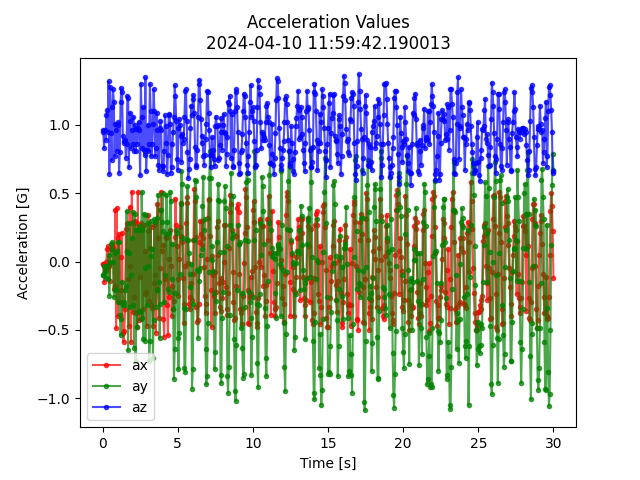 Acceleration Values
2024-04-10 11:59:42.190013
Acceleration [G]
1.0
0.5
0.0
−0.5
−1.0
ax
ay
az
0 5 10 15 20 25 30
Time [s]